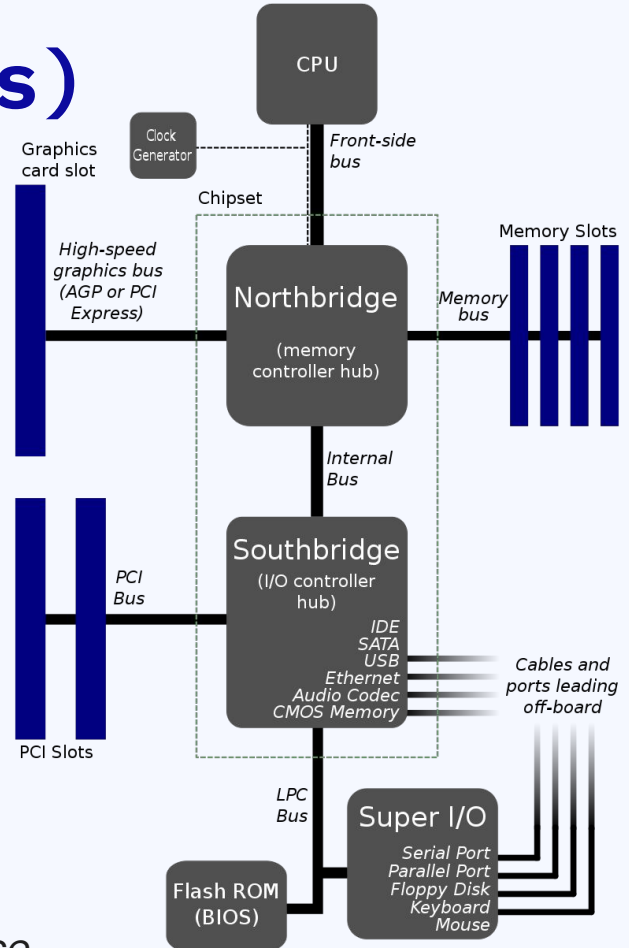 s)
CPU
Clock
Generator
Front-side
bus
Graphics
card slot
Chipset
High-speed
graphics bus
(AGP or PCI
Express)
Northbridge
(memory
controller hub)
Memory
bus
Memory Slots
Internal
Bus
Southbridge
(I/O controller
hub)
IDE
SATA
USB
Ethernet
Audio Codec
CMOS Memory
PCI
Bus
PCI Slots
Cables and
ports leading
off-board
LPC
Bus
Super I/O
Serial Port
Parallel Port
Floppy Disk
Keyboard
Mouse
Flash ROM
(BIOS)